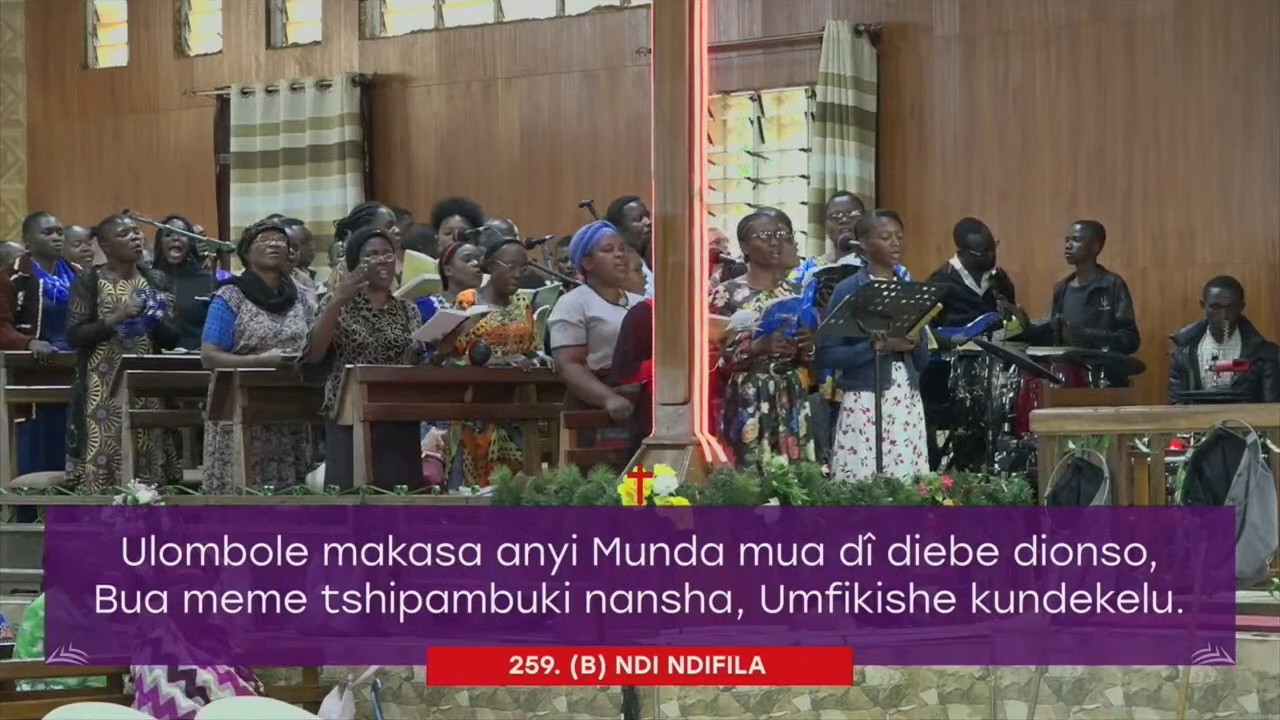 Ulombole makasa anyi Munda mua dî diebe dionso,
Bua meme tshipambuki nansha, Umfikishe kundekelu.
259. (B) NDI NDIFILA